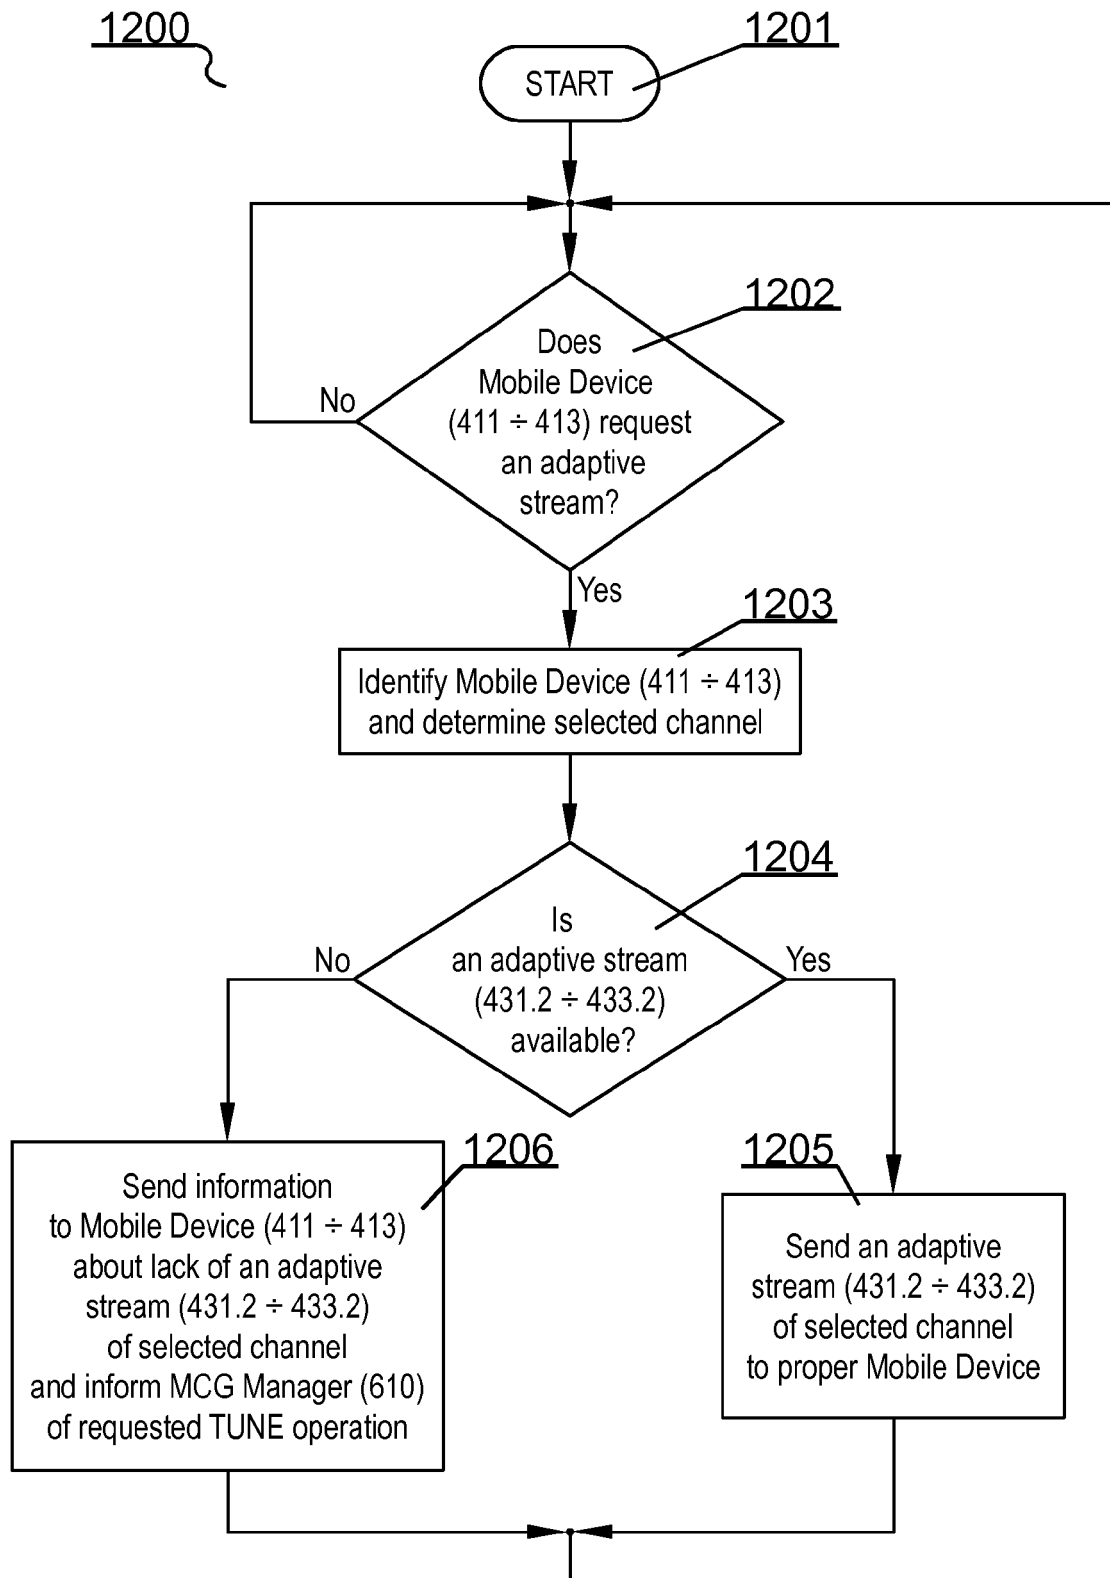 1200
1201
START
1202
Does
Mobile Device
(411 ÷ 413) request
an adaptive
stream?
No
Yes
1203
Identify Mobile Device (411 ÷ 413)
and determine selected channel
1204
Is
an adaptive stream
(431.2 ÷ 433.2)
available?
No
Yes
1206
Send information
to Mobile Device (411 ÷ 413)
about lack of an adaptive
stream (431.2 ÷ 433.2)
of selected channel
and inform MCG Manager (610)
of requested TUNE operation
1205
Send an adaptive
stream (431.2 ÷ 433.2)
of selected channel
to proper Mobile Device